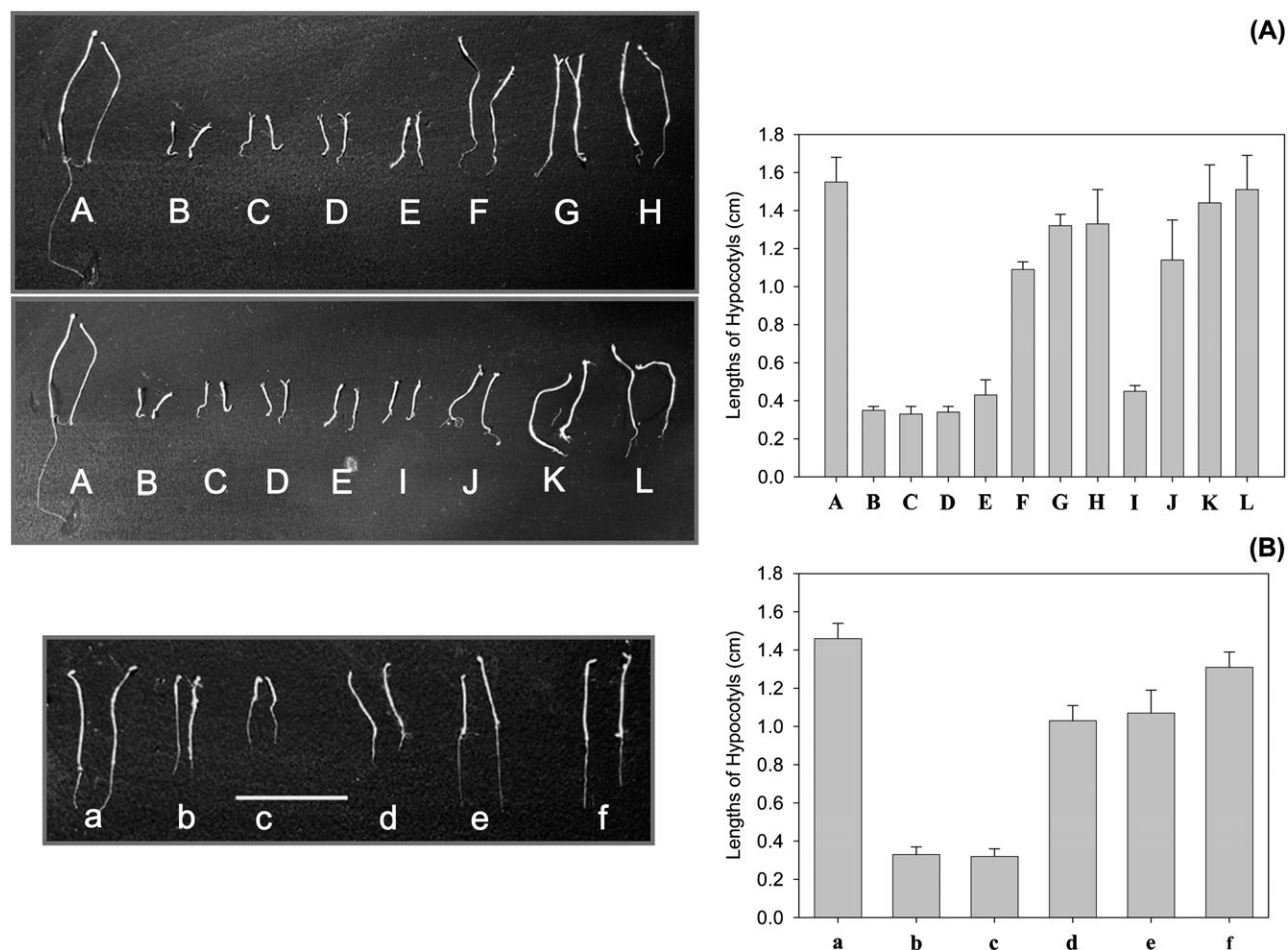 A B C D E F G H
A B C D E I J K L
(A)
Lengths of Hypocotyls (cm)
1.8
1.6
1.4
1.2
1.0
0.8
0.6
0.4
0.2
0.0
A B C D E F G H I J K L
a b c d e f
(B)
Lengths of Hypocotyls (cm)
1.8
1.6
1.4
1.2
1.0
0.8
0.6
0.4
0.2
0.0
a b c d e f